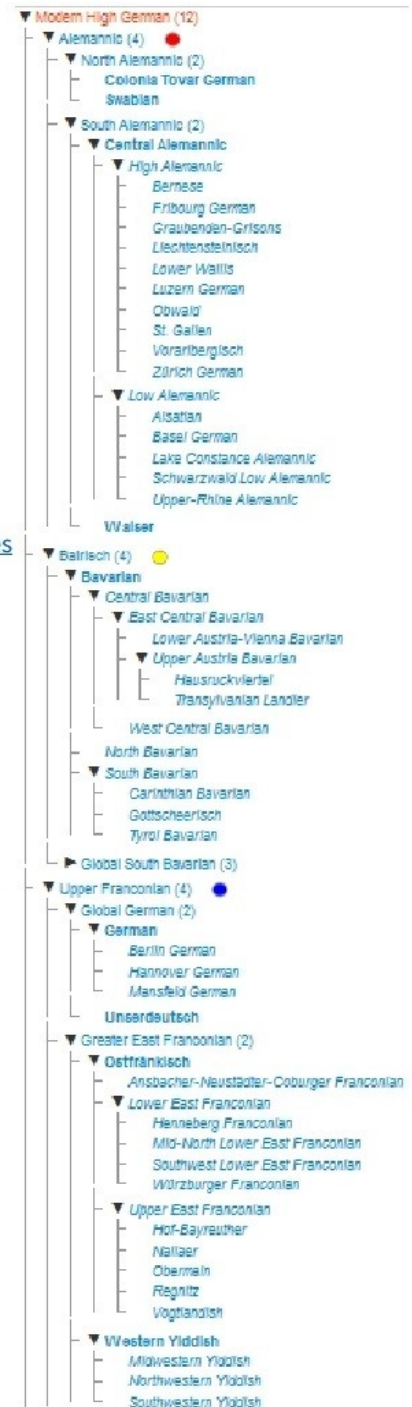 Modern High German (12)
Alemannic (4)
North Alemannic (2)
Colonia Tovar German
Swabian
South Alemannic (2)
Central Alemannic
High Alemannic
Bernese
Fribourg German
Graubenden-Grisons
Liechtensteinisch
Lower Wallis
Luzern German
Obwald
St. Gallen
Vorarlbergisch
Zürich German
Low Alemannic
Alsatian
Basel German
Lake Constance Alemannic
Schwarzwald Low Alemannic
Upper-Rhine Alemannic
Walser
es
Bairisch (4)
Bavarian
Central Bavarian
East Central Bavarian
Lower Austria-Vienna Bavarian
Upper Austria Bavarian
Hausruckviertel
Transylvanian Landler
West Central Bavarian
North Bavarian
South Bavarian
Carinthian Bavarian
Gottscheerisch
Tyrol Bavarian
Global South Bavarian (3)
Upper Franconian (4)
Global German (2)
German
Berlin German
Hannover German
Mansfeld German
Unserdeutsch
Greater East Franconian (2)
Ostfränkisch
Ansbacher-Neustädter-Coburger Franconian
Lower East Franconian
Henneberg Franconian
Mid-North Lower East Franconian
Southwest Lower East Franconian
Würzburger Franconian
Upper East Franconian
Hof-Bayreuther
Nailaer
Obermain
Regnitz
Vogtlandish
Western Yiddish
Midwestern Yiddish
Northwestern Yiddish
Southwestern Yiddish